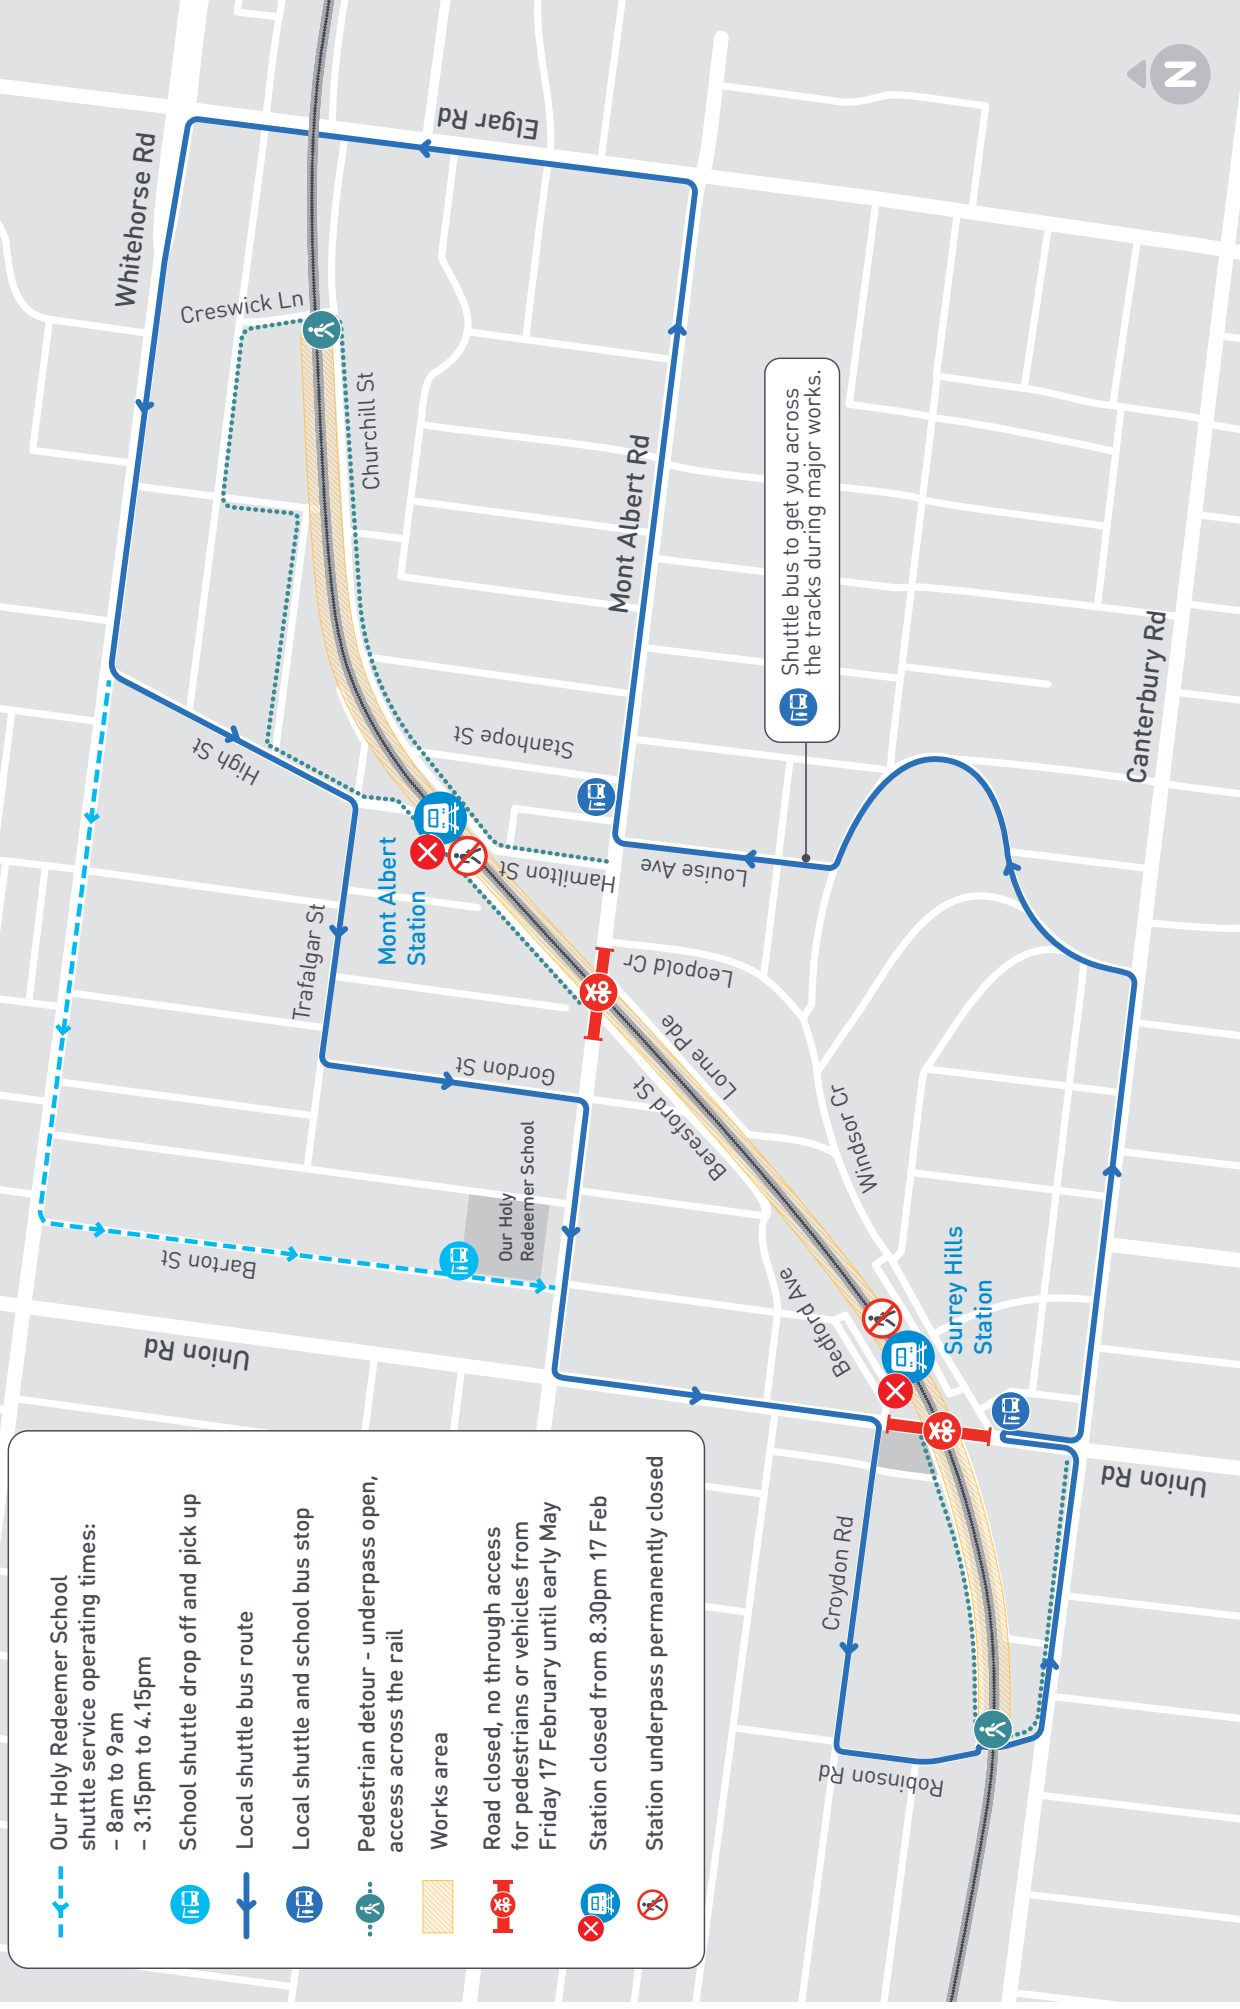 N
Whitehorse Rd
Elgar Rd
Creswick Ln
Churchill St
Mont Albert Rd
Canterbury Rd
Shuttle bus to get you across
the tracks during major works.
High St
Stanhope St
Hamilton St
Louise Ave
Mont Albert
Station
Trafalgar St
Leopold Cr
Gordon St
Lorne Pde
Beresford St
Windsor Cr
Our Holy
Redeemer School
Barton St
Union Rd
Bedford Ave
Surrey Hills
Station
Union Rd
Croydon Rd
Robinson Rd
Our Holy Redeemer School
shuttle service operating times:
– 8am to 9am
– 3.15pm to 4.15pm
School shuttle drop off and pick up
Local shuttle bus route
Local shuttle and school bus stop
Pedestrian detour - underpass open,
access across the rail
Works area
Road closed, no through access
for pedestrians or vehicles from
Friday 17 February until early May
Station closed from 8.30pm 17 Feb
Station underpass permanently closed